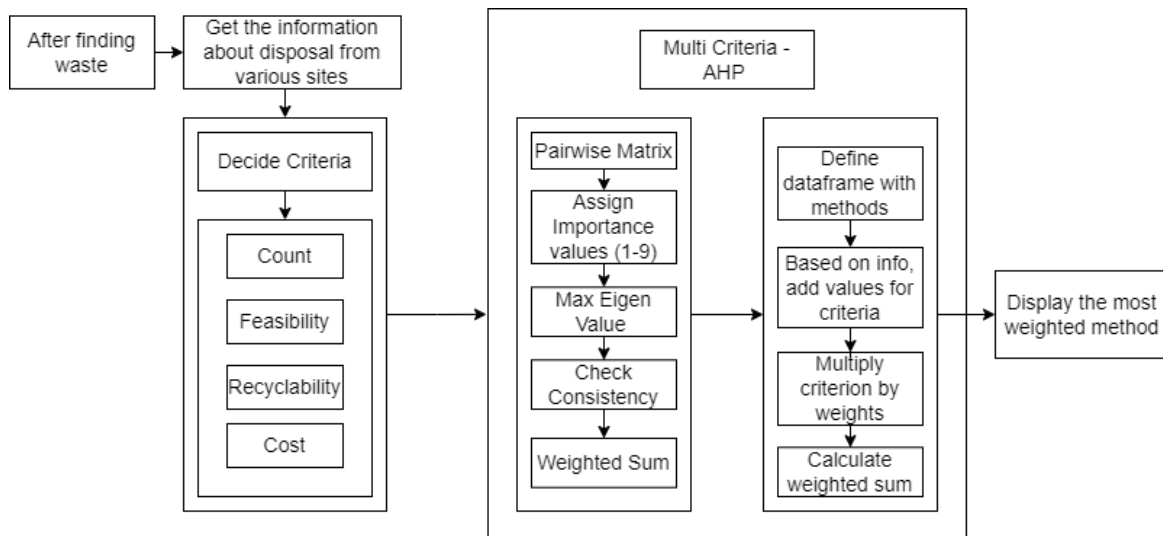 After finding
waste
Get the information
about disposal from
various sites
Decide Criteria
Count
Feasibility
Recyclability
Cost
Multi Criteria -
AHP
Pairwise Matrix
Assign
Importance
values (1-9)
Max Eigen
Value
Check
Consistency
Weighted Sum
Define
dataframe with
methods
Based on info,
add values for
criteria
Multiply
criterion by
weights
Calculate
weighted sum
Display the most
weighted method